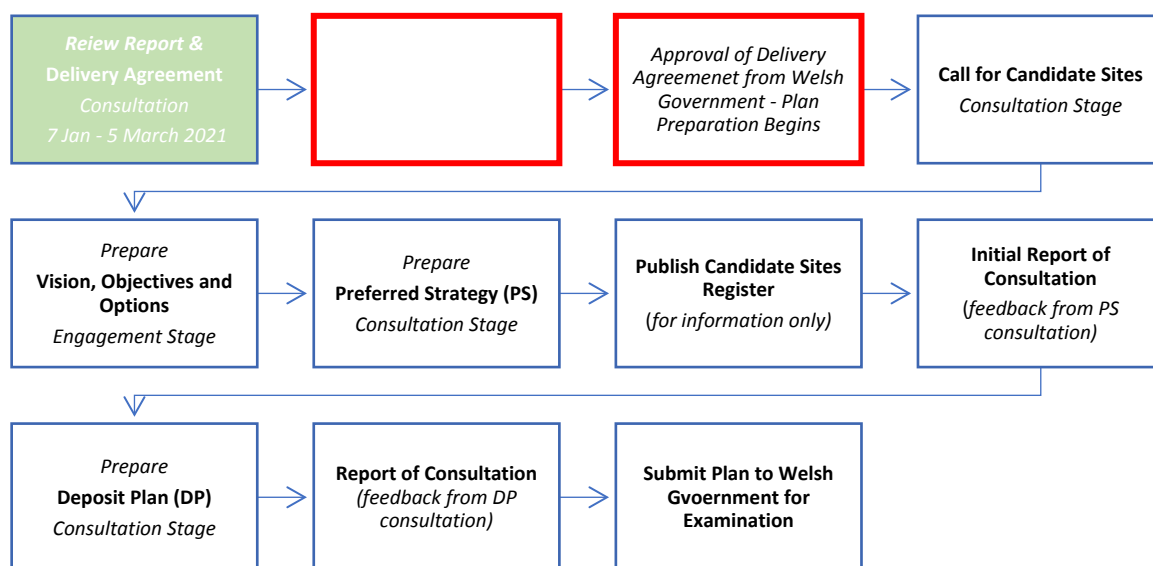 Reiew Report &
Delivery Agreement
Consultation
7 Jan - 5 March 2021
Approval of Delivery
Agreemenet from Welsh
Government - Plan
Preparation Begins
Call for Candidate Sites
Consultation Stage
Prepare
Vision, Objectives and
Options
Engagement Stage
Prepare
Preferred Strategy (PS)
Consultation Stage
Publish Candidate Sites
Register
(for information only)
Initial Report of
Consultation
(feedback from PS
consultation)
Prepare
Deposit Plan (DP)
Consultation Stage
Report of Consultation
(feedback from DP
consultation)
Submit Plan to Welsh
Gvoernment for
Examination